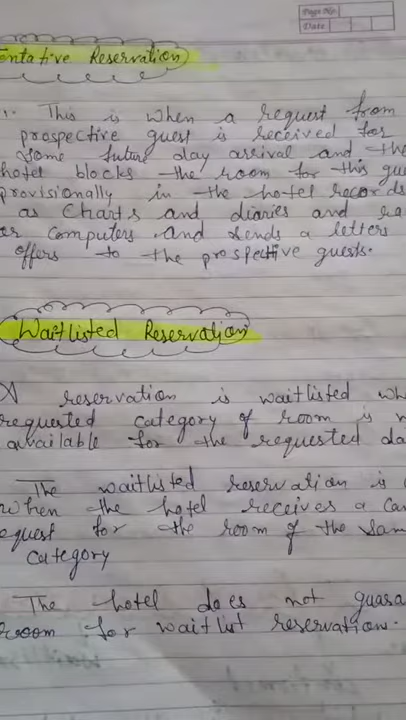 Page No.
Date
entative Reservation
1. This is when a request from
prospective guest is received for
some future day arrival and the
hotel blocks the room for this gu
provisionally in the hotel records
as Charts and diaries and ra
or computers and sends a letters
offers to the prospective guests.
Waitlisted Reservation
A reservation is waitlisted wh
requested category of room is n
available for the requested da
The waitlisted reservation is c
when the hotel receives a can
equest for the room of the sam
category
The hotel does not guara
room for waitlist reservation.